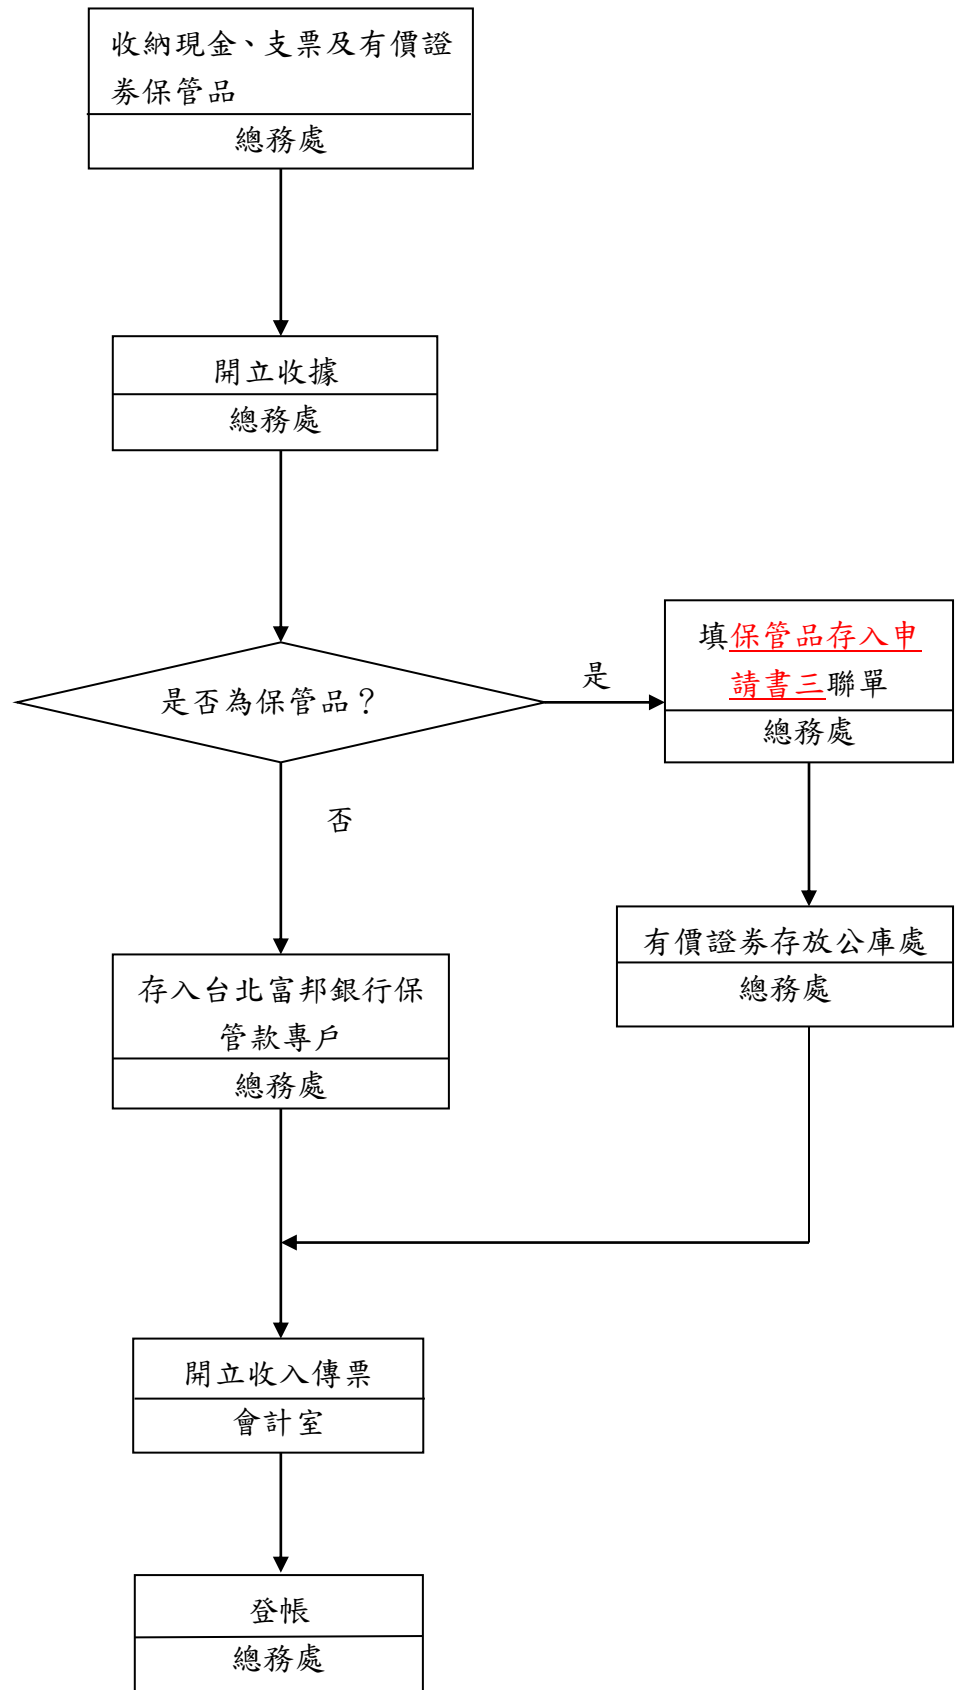 收納現金、支票及有價證
券保管品
總務處
開立收據
總務處
是否為保管品？
是
填保管品存入申
請書三聯單
總務處
否
有價證券存放公庫處
總務處
存入台北富邦銀行保
管款專戶
總務處
開立收入傳票
會計室
登帳
總務處